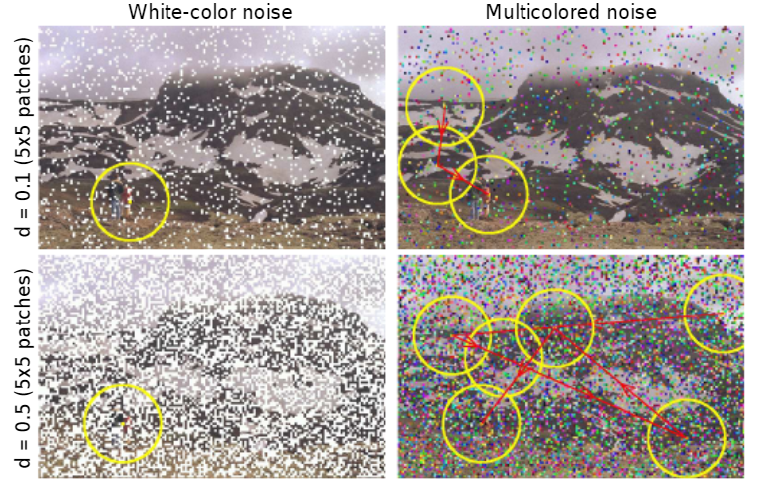 White-color noise
Multicolored noise
d = 0.1 (5x5 patches)
d = 0.5 (5x5 patches)